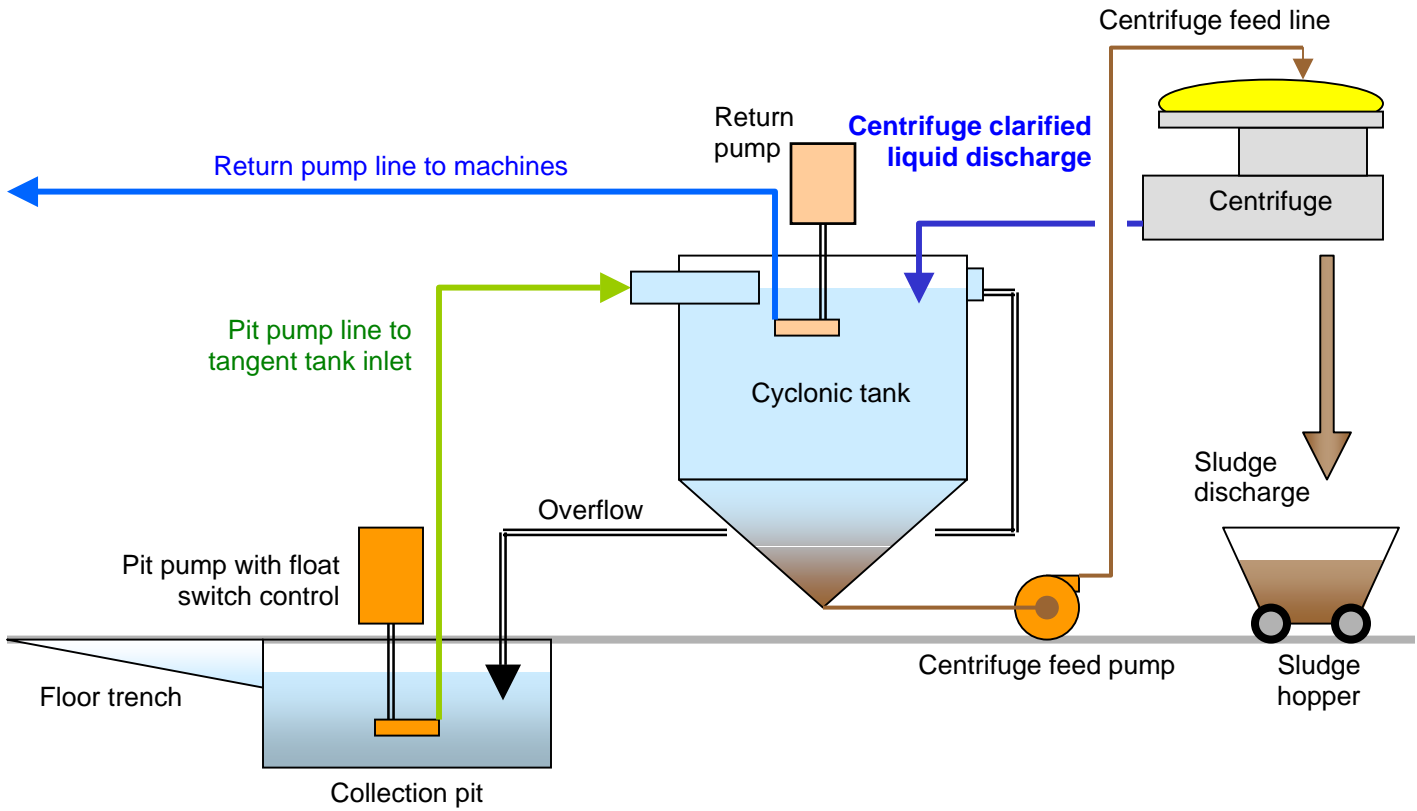 Centrifuge feed line
Return
pump
Centrifuge clarified
liquid discharge
Return pump line to machines
Centrifuge
Pit pump line to
tangent tank inlet
Cyclonic tank
Sludge
discharge
Overflow
Pit pump with float
switch control
Centrifuge feed pump
Sludge
hopper
Floor trench
Collection pit